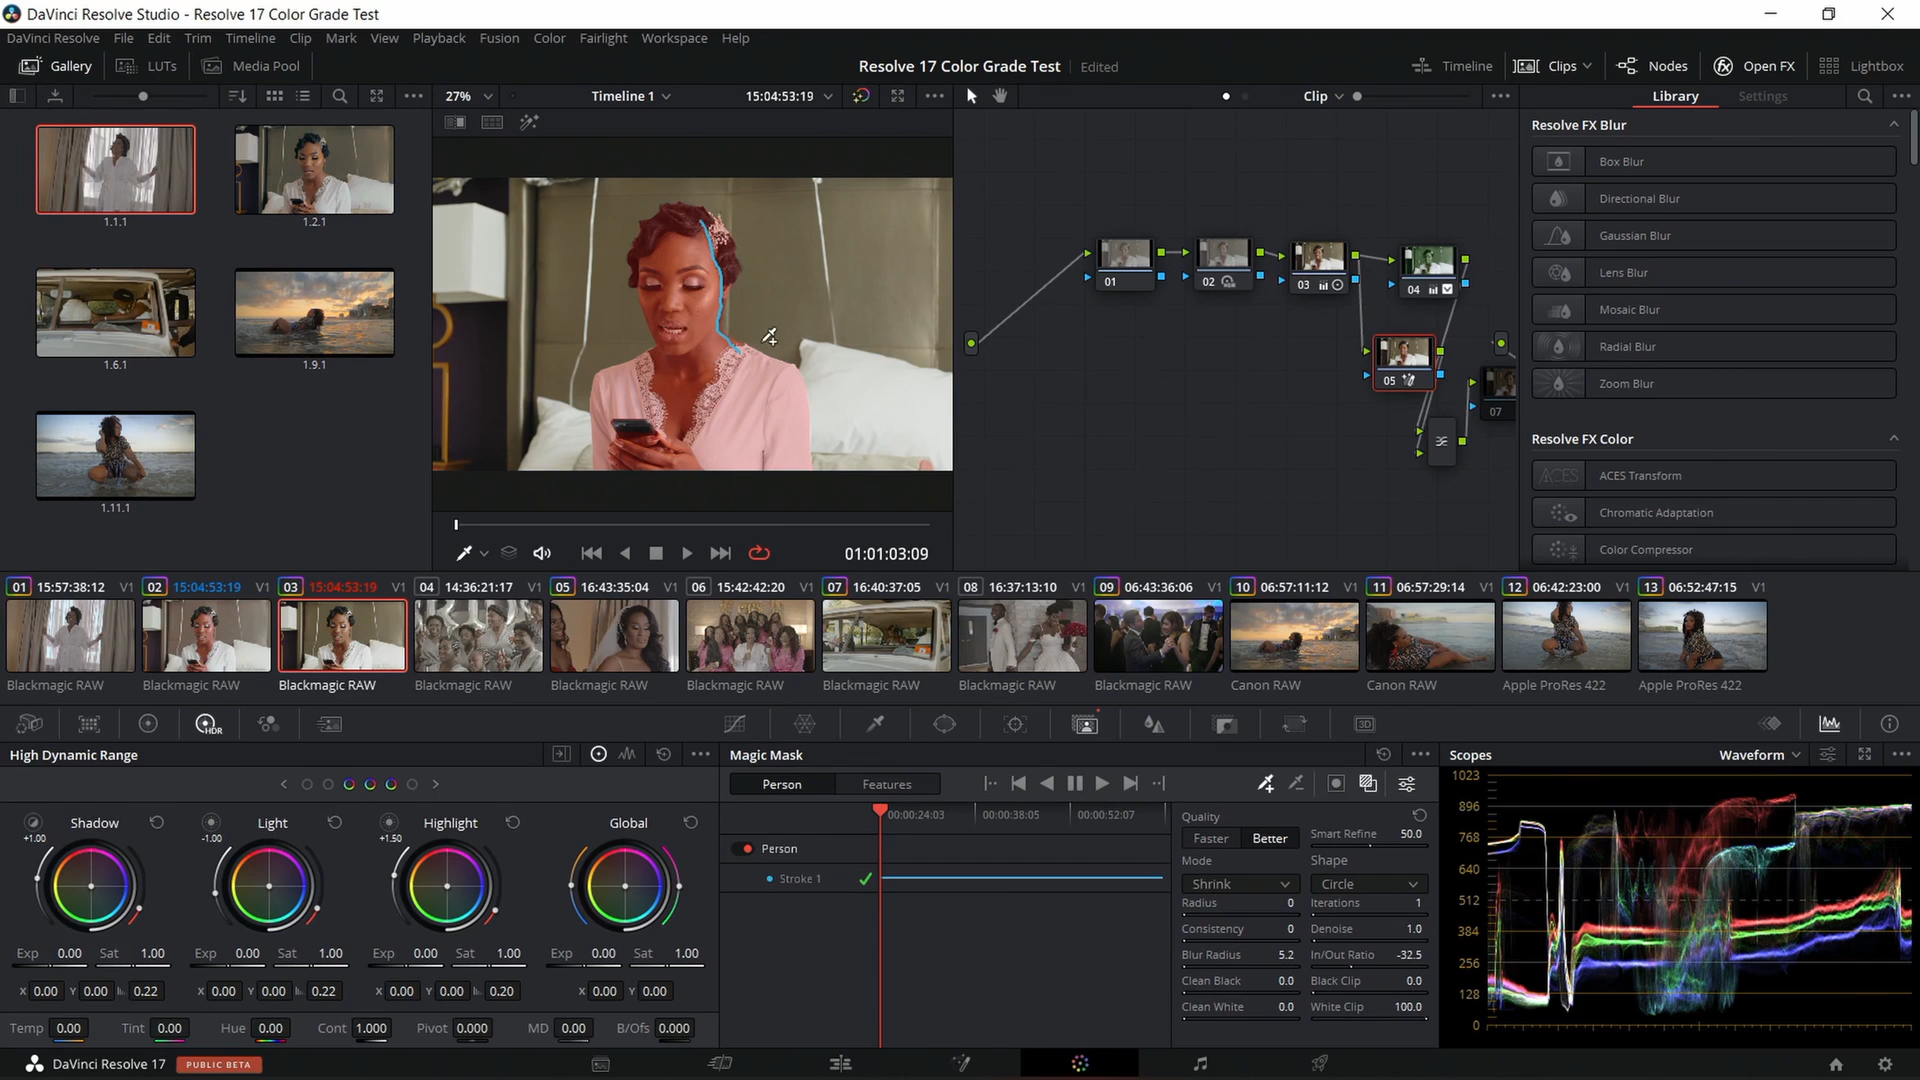 DaVinci Resolve Studio - Resolve 17 Color Grade Test
DaVinci Resolve File Edit Trim Timeline Clip Mark View Playback Fusion Color Fairlight Workspace Help
Gallery LUTs Media Pool Resolve 17 Color Grade Test Edited Timeline Clips Nodes Open FX Lightbox
27% Timeline 1 15:04:53:19 Clip Library Settings
1.1.1 1.2.1
1.6.1 1.9.1
1.11.1
01 02 03 04
05
07
Resolve FX Blur
Box Blur
Directional Blur
Gaussian Blur
Lens Blur
Mosaic Blur
Radial Blur
Zoom Blur
Resolve FX Color
ACES ACES Transform
Chromatic Adaptation
Color Compressor
01:01:03:09
01 15:57:38:12 V1 02 15:04:53:19 V1 03 15:04:53:19 V1 04 14:36:21:17 V1 05 16:43:35:04 V1 06 15:42:42:20 V1 07 16:40:37:05 V1 08 16:37:13:10 V1 09 06:43:36:06 V1 10 06:57:11:12 V1 11 06:57:29:14 V1 12 06:42:23:00 V1 13 06:52:47:15 V1
Blackmagic RAW Blackmagic RAW Blackmagic RAW Blackmagic RAW Blackmagic RAW Blackmagic RAW Blackmagic RAW Blackmagic RAW Blackmagic RAW Canon RAW Canon RAW Apple ProRes 422 Apple ProRes 422
HDR 3D
High Dynamic Range
Shadow Light Highlight Global
+1.00 -1.00 +1.50
Exp 0.00 Sat 1.00 Exp 0.00 Sat 1.00 Exp 0.00 Sat 1.00 Exp 0.00 Sat 1.00
X 0.00 Y 0.00 0.22 X 0.00 Y 0.00 0.22 X 0.00 Y 0.00 0.20 X 0.00 Y 0.00
Temp 0.00 Tint 0.00 Hue 0.00 Cont 1.000 Pivot 0.000 MD 0.00 B/Ofs 0.000
Magic Mask
Person Features
00:00:24:03 00:00:38:05 00:00:52:07
Person
Stroke 1
Quality
Faster Better Smart Refine 50.0
Mode Shape
Shrink Circle
Radius 0 Iterations 1
Consistency 0 Denoise 1.0
Blur Radius 5.2 In/Out Ratio -32.5
Clean Black 0.0 Black Clip 0.0
Clean White 0.0 White Clip 100.0
Scopes Waveform
1023
896
768
640
512
384
256
128
0
DaVinci Resolve 17 PUBLIC BETA